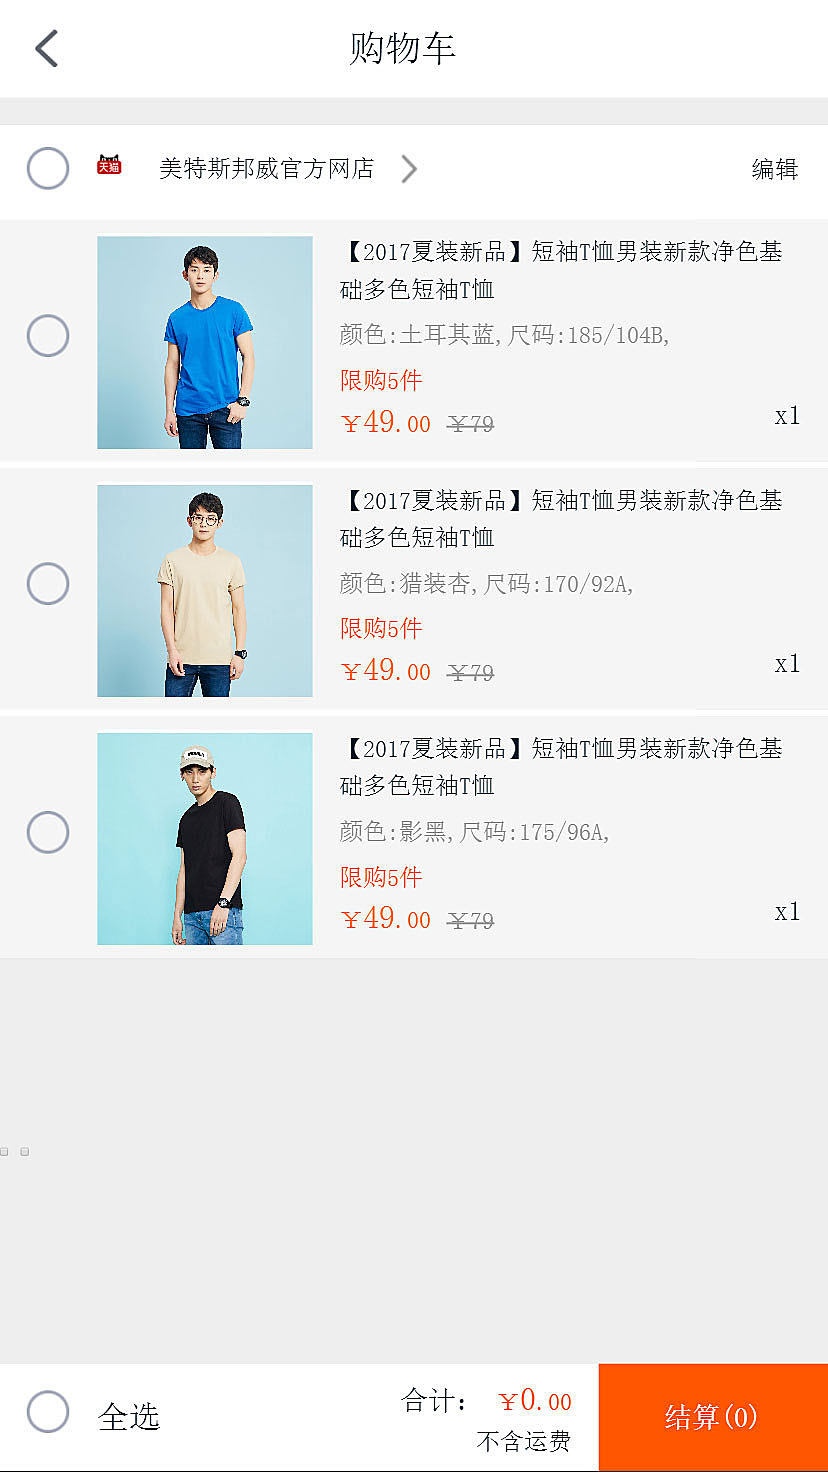 购物车
天猫 美特斯邦威官方网店 编辑
【2017夏装新品】短袖T恤男装新款净色基
础多色短袖T恤
颜色:土耳其蓝,尺码:185/104B,
限购5件
¥49.00 ¥79 x1
【2017夏装新品】短袖T恤男装新款净色基
础多色短袖T恤
颜色:猎装杏,尺码:170/92A,
限购5件
¥49.00 ¥79 x1
【2017夏装新品】短袖T恤男装新款净色基
础多色短袖T恤
颜色:影黑,尺码:175/96A,
限购5件
¥49.00 ¥79 x1
全选 合计: ¥0.00 结算(0)
不含运费